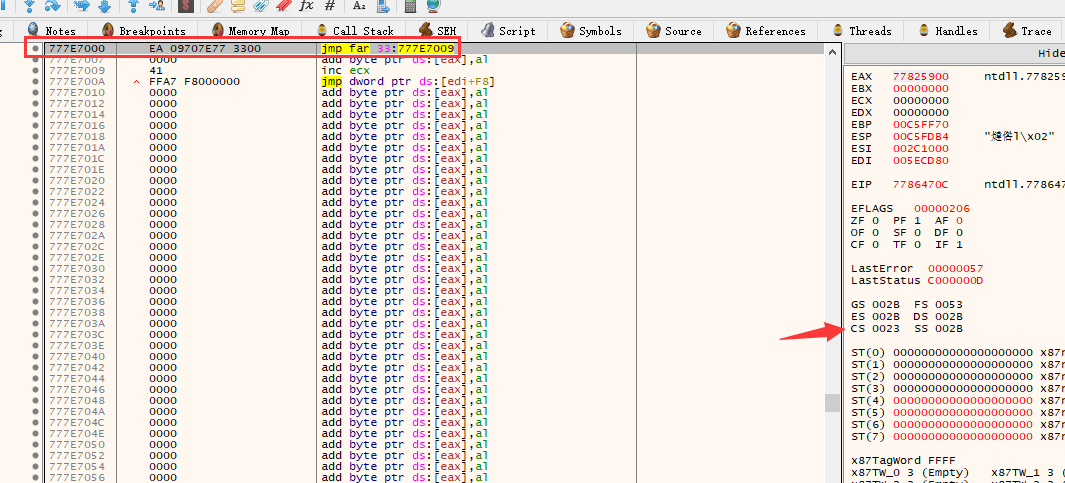 Notes Breakpoints Memory Map Call Stack SEH Script Symbols Source References Threads Handles Trace
Hide
777E7000 EA 09707E77 3300 jmp far 33:777E7009
777E7007 0000 add byte ptr ds:[eax],al
777E7009 41 inc ecx
777E700A FFA7 F8000000 jmp dword ptr ds:[edi+F8]
777E7010 0000 add byte ptr ds:[eax],al
777E7012 0000 add byte ptr ds:[eax],al
777E7014 0000 add byte ptr ds:[eax],al
777E7016 0000 add byte ptr ds:[eax],al
777E7018 0000 add byte ptr ds:[eax],al
777E701A 0000 add byte ptr ds:[eax],al
777E701C 0000 add byte ptr ds:[eax],al
777E701E 0000 add byte ptr ds:[eax],al
777E7020 0000 add byte ptr ds:[eax],al
777E7022 0000 add byte ptr ds:[eax],al
777E7024 0000 add byte ptr ds:[eax],al
777E7026 0000 add byte ptr ds:[eax],al
777E7028 0000 add byte ptr ds:[eax],al
777E702A 0000 add byte ptr ds:[eax],al
777E702C 0000 add byte ptr ds:[eax],al
777E702E 0000 add byte ptr ds:[eax],al
777E7030 0000 add byte ptr ds:[eax],al
777E7032 0000 add byte ptr ds:[eax],al
777E7034 0000 add byte ptr ds:[eax],al
777E7036 0000 add byte ptr ds:[eax],al
777E7038 0000 add byte ptr ds:[eax],al
777E703A 0000 add byte ptr ds:[eax],al
777E703C 0000 add byte ptr ds:[eax],al
777E703E 0000 add byte ptr ds:[eax],al
777E7040 0000 add byte ptr ds:[eax],al
777E7042 0000 add byte ptr ds:[eax],al
777E7044 0000 add byte ptr ds:[eax],al
777E7046 0000 add byte ptr ds:[eax],al
777E7048 0000 add byte ptr ds:[eax],al
777E704A 0000 add byte ptr ds:[eax],al
777E704C 0000 add byte ptr ds:[eax],al
777E704E 0000 add byte ptr ds:[eax],al
777E7050 0000 add byte ptr ds:[eax],al
777E7052 0000 add byte ptr ds:[eax],al
777E7054 0000 add byte ptr ds:[eax],al
777E7056 0000 add byte ptr ds:[eax],al
EAX 77825900 ntdll.778259
EBX 00000000
ECX 00000000
EDX 00000000
EBP 00C5FF70
ESP 00C5FDB4
ESI 002C1000
EDI 005ECD80
EIP 7786470C ntdll.778647
EFLAGS 00000206
ZF 0 PF 1 AF 0
OF 0 SF 0 DF 0
CF 0 TF 0 IF 1
LastError 00000057
LastStatus C000000D
GS 002B FS 0053
ES 002B DS 002B
CS 0023 SS 002B
ST(0) 00000000000000000000 x87r
ST(1) 00000000000000000000 x87r
ST(2) 00000000000000000000 x87r
ST(3) 00000000000000000000 x87r
ST(4) 00000000000000000000 x87r
ST(5) 00000000000000000000 x87r
ST(6) 00000000000000000000 x87r
ST(7) 00000000000000000000 x87r
x87TagWord FFFF
x87TW_0 3 (Empty) x87TW_1 3 (